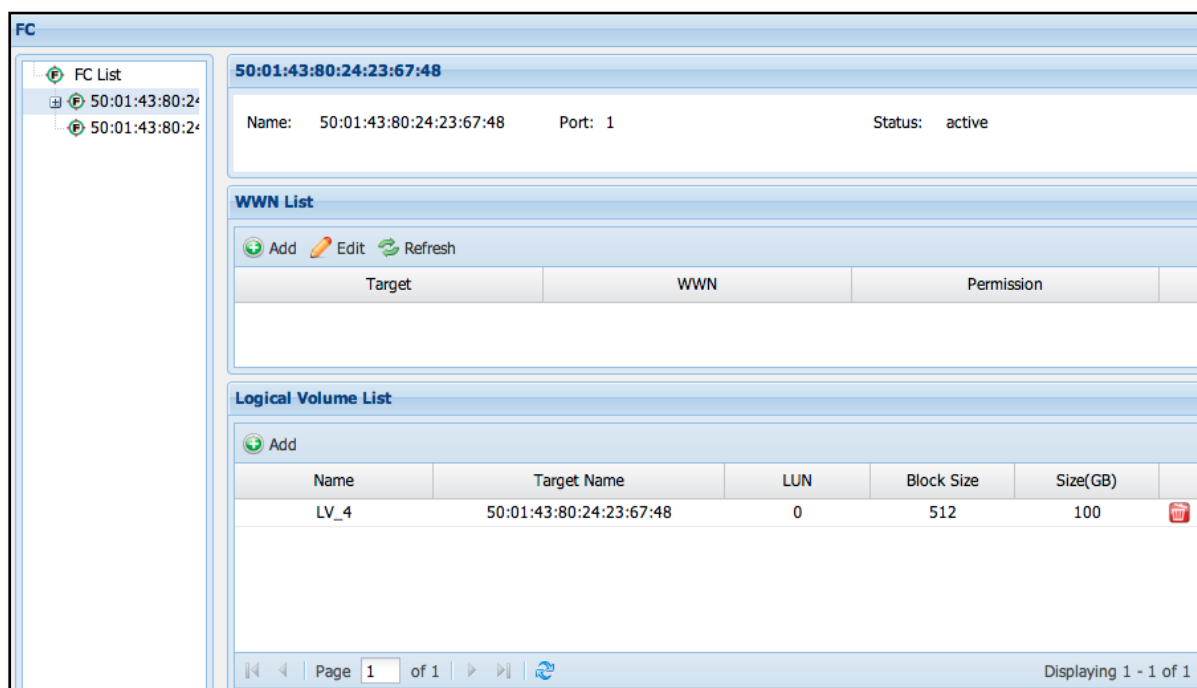 FC
FC List
50:01:43:80:24
50:01:43:80:24
50:01:43:80:24:23:67:48
Name: 50:01:43:80:24:23:67:48 Port: 1 Status: active
WWN List
Add Edit Refresh
Target WWN Permission
Logical Volume List
Add
Name Target Name LUN Block Size Size(GB)
LV_4 50:01:43:80:24:23:67:48 0 512 100
Page 1 of 1 Displaying 1 - 1 of 1